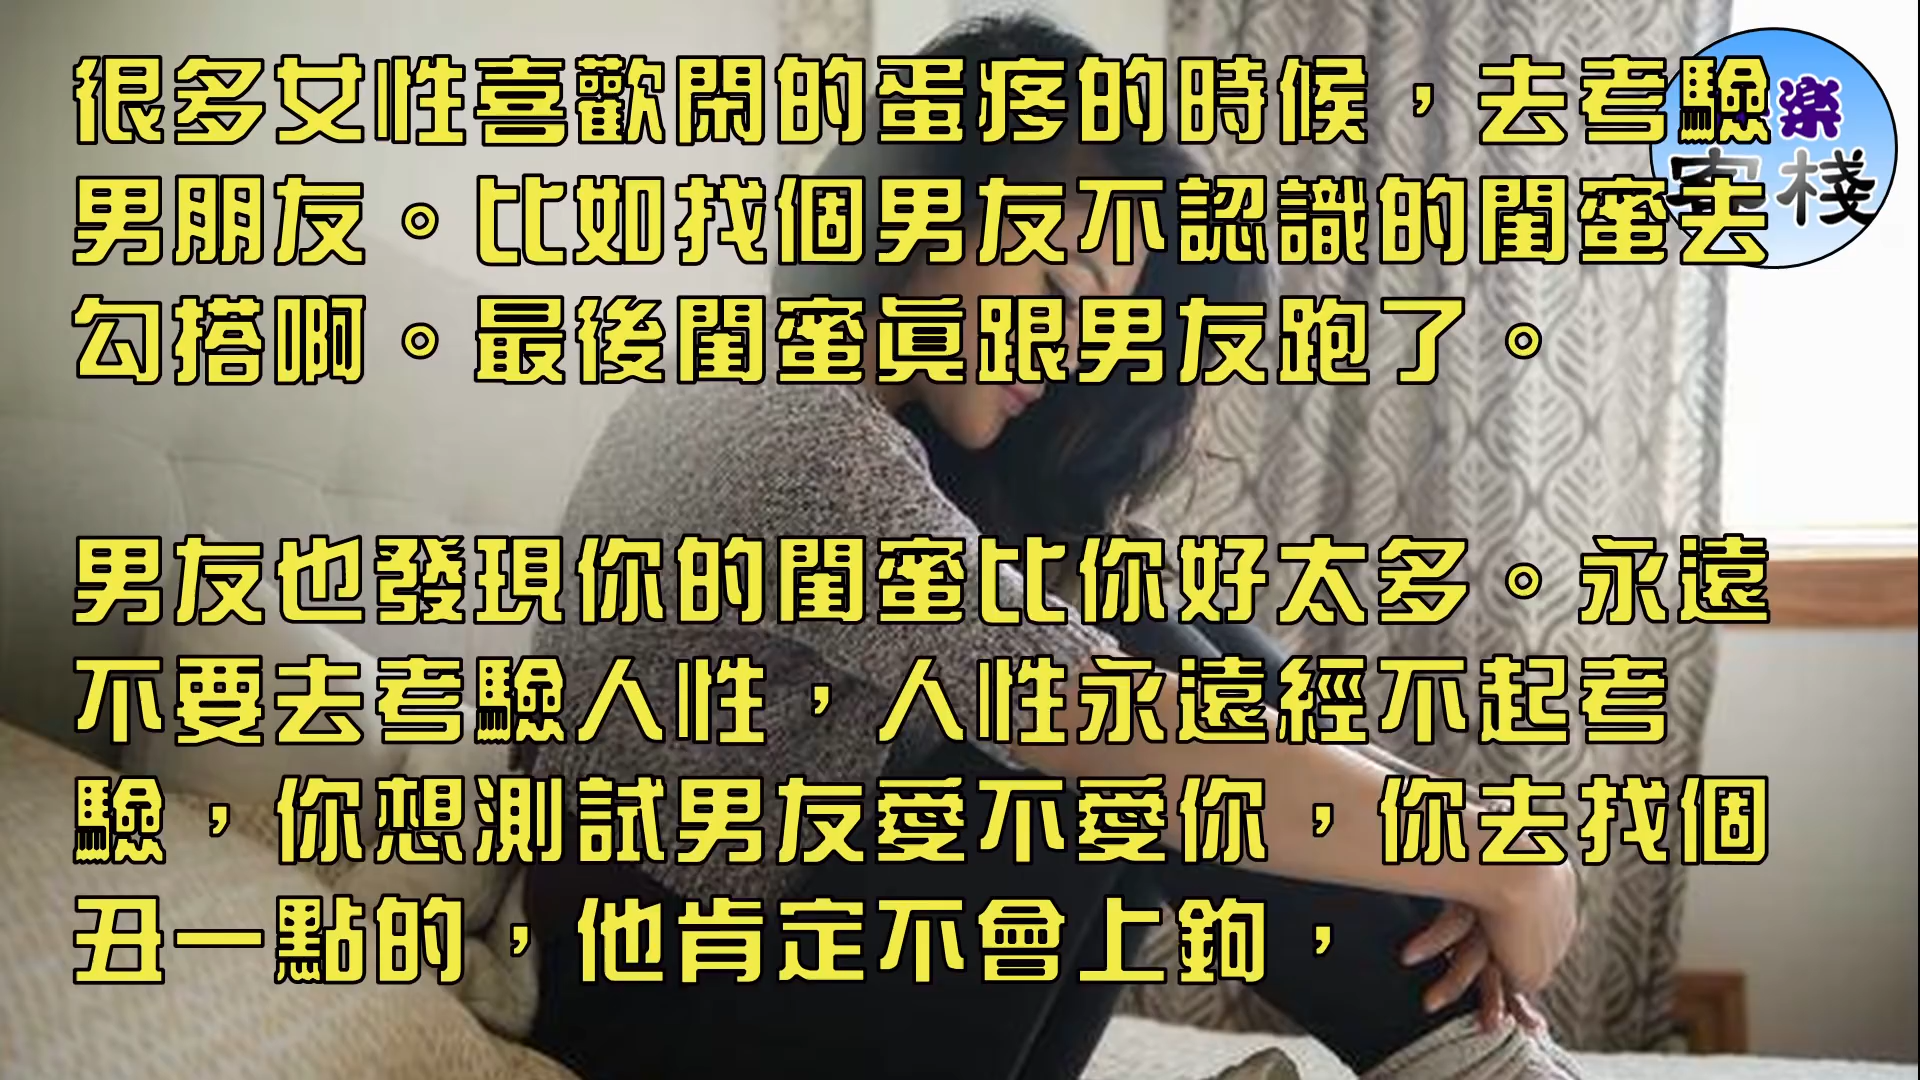 很多女性喜歡閑的蛋疼的時候，去考驗
男朋友。比如找個男友不認識的閨蜜去
勾搭啊。最後閨蜜真跟男友跑了。
男友也發現你的閨蜜比你好太多。永遠
不要去考驗人性，人性永遠經不起考
驗，你想測試男友愛不愛你，你去找個
丑一點的，他肯定不會上鉤，
楽
客栈